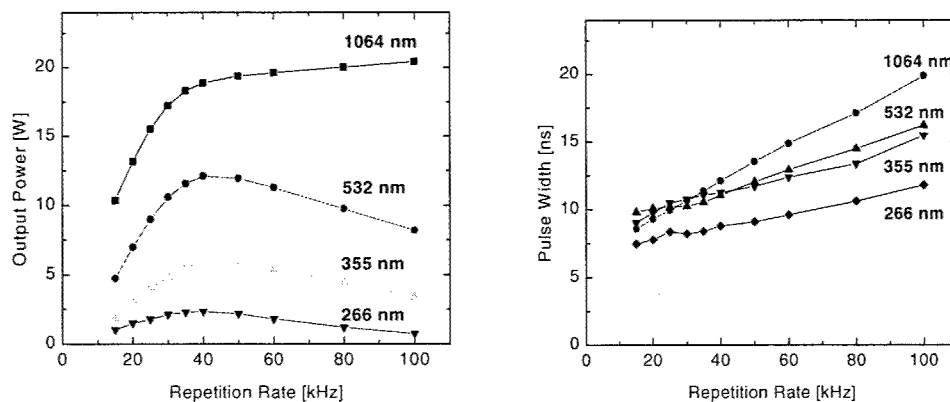 Output Power [W]
20
15
10
5
0
1064 nm
532 nm
355 nm
266 nm
0
20
40
60
80
100
Repetition Rate [kHz]
Pulse Width [ns]
20
15
10
5
0
1064 nm
532 nm
355 nm
266 nm
0
20
40
60
80
100
Repetition Rate [kHz]